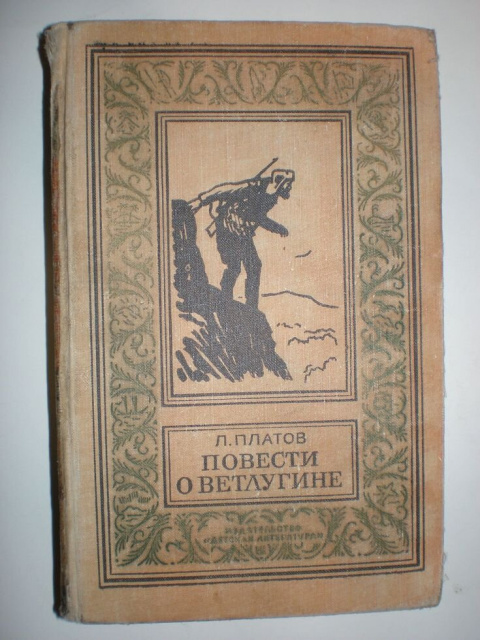 Л. ПЛАТОВ
ПОВЕСТИ
О ВЕТЛУГИНЕ
ИЗДАТЕЛЬСТВО
«ДЕТСКАЯ ЛИТЕРАТУРА»